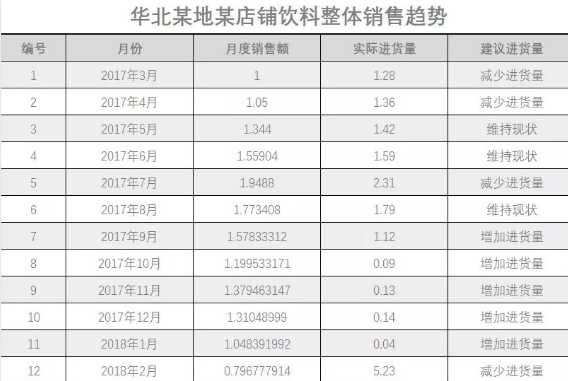 华北某地某店铺饮料整体销售趋势
编号 月份 月度销售额 实际进货量 建议进货量
1 2017年3月 1 1.28 减少进货量
2 2017年4月 1.05 1.36 减少进货量
3 2017年5月 1.344 1.42 维持现状
4 2017年6月 1.55904 1.59 维持现状
5 2017年7月 1.9488 2.31 减少进货量
6 2017年8月 1.773408 1.79 维持现状
7 2017年9月 1.57833312 1.12 增加进货量
8 2017年10月 1.199533171 0.09 增加进货量
9 2017年11月 1.379463147 0.13 增加进货量
10 2017年12月 1.31048999 0.14 增加进货量
11 2018年1月 1.048391992 0.04 增加进货量
12 2018年2月 0.796777914 5.23 减少进货量